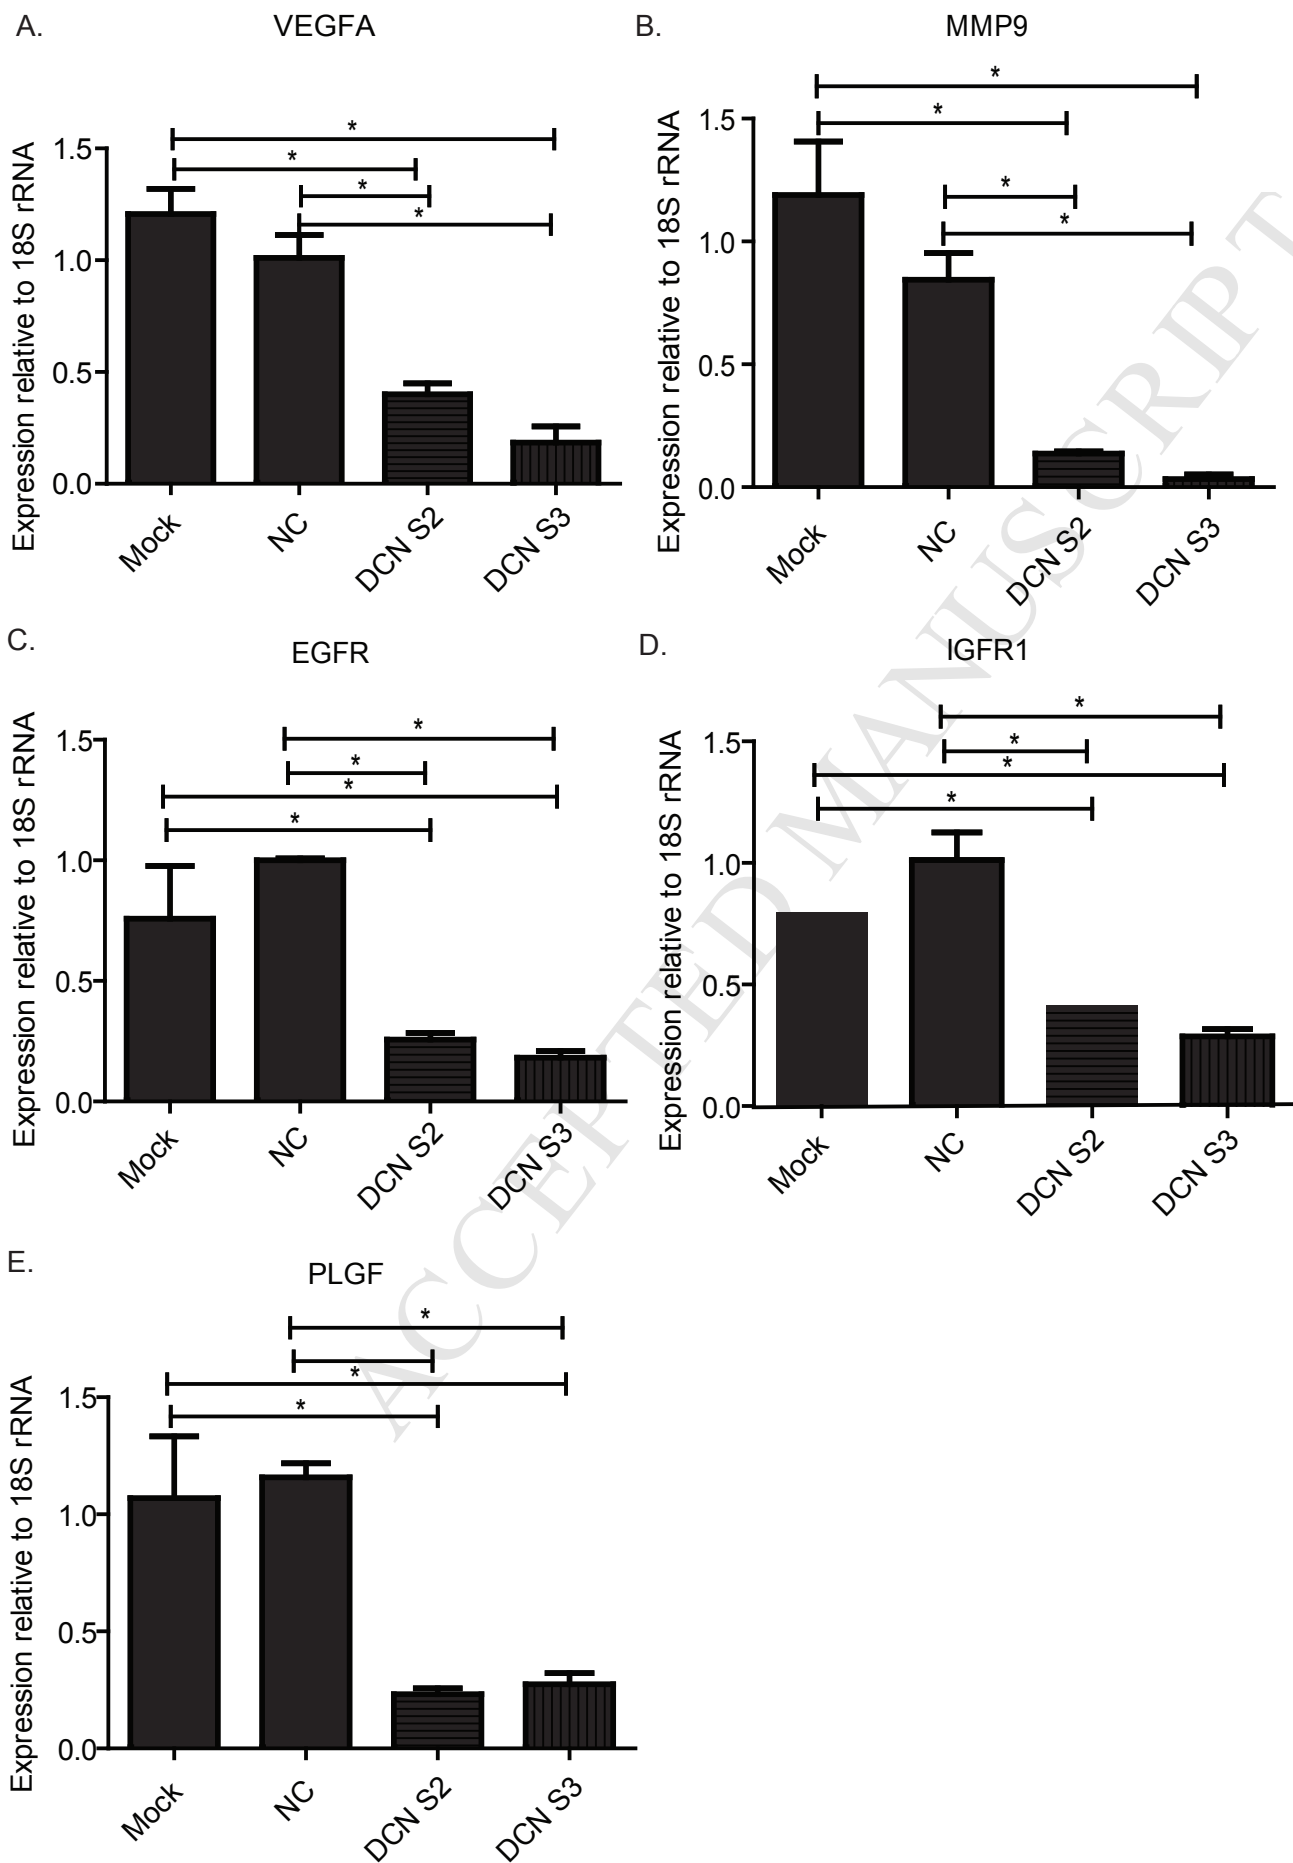 A.
VEGFA
Expression relative to 18S rRNA
1.5
1.0
0.5
0.0
*
*
*
*
Mock
NC
DCN S2
DCN S3
B.
MMP9
Expression relative to 18S rRNA
1.5
1.0
0.5
0.0
*
*
*
*
Mock
NC
DCN S2
DCN S3
C.
EGFR
Expression relative to 18S rRNA
1.5
1.0
0.5
0.0
*
*
*
*
Mock
NC
DCN S2
DCN S3
D.
IGFR1
Expression relative to 18S rRNA
1.5
1.0
0.5
0.0
*
*
*
*
Mock
NC
DCN S2
DCN S3
E.
PLGF
Expression relative to 18S rRNA
1.5
1.0
0.5
0.0
*
*
*
Mock
NC
DCN S2
DCN S3
ACCEPTED MANUSCRIPT